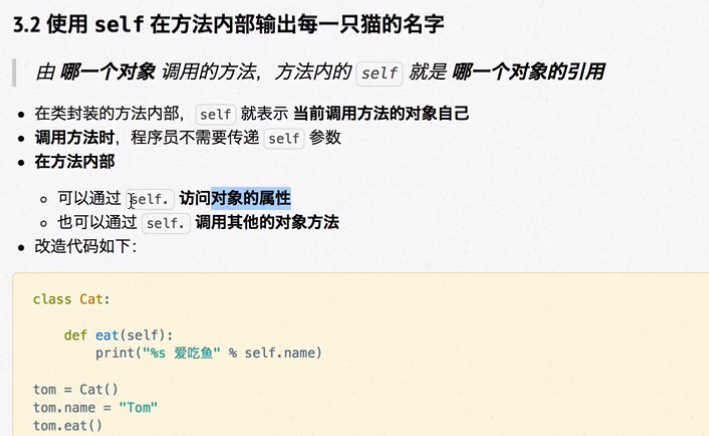 3.2 使用 self 在方法内部输出每一只猫的名字
由 哪一个对象 调用的方法，方法内的 self 就是 哪一个对象的引用
• 在类封装的方法内部， self 就表示 当前调用方法的对象自己
• 调用方法时，程序员不需要传递 self 参数
• 在方法内部
◦ 可以通过 self. 访问对象的属性
◦ 也可以通过 self. 调用其他的对象方法
• 改造代码如下：
class Cat:
    def eat(self):
        print("%s 爱吃鱼" % self.name)
tom = Cat()
tom.name = "Tom"
tom.eat()